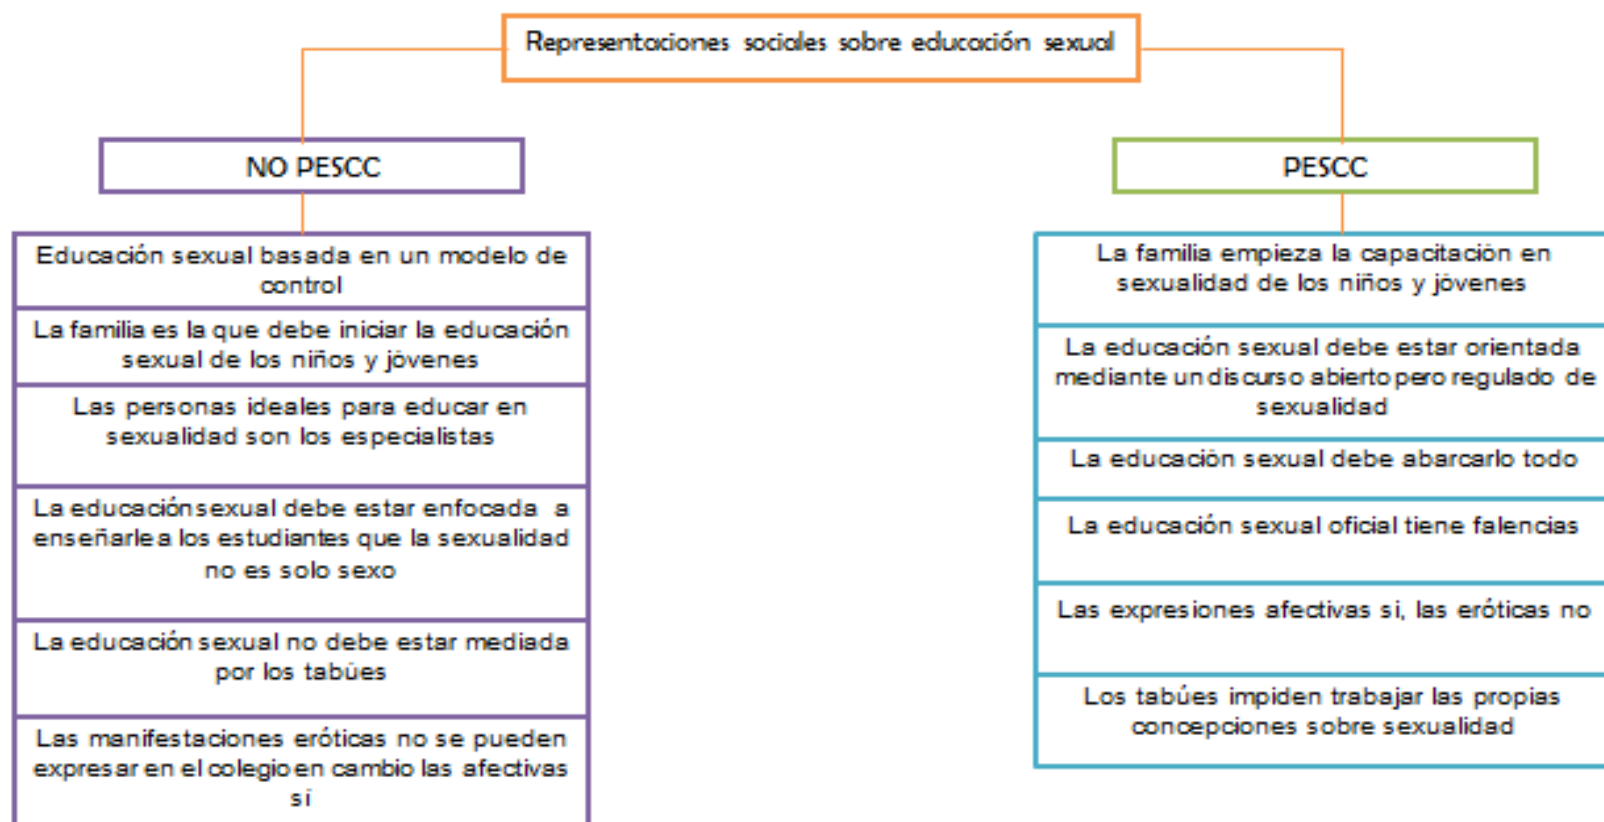 Representaciones sociales sobre educación sexual
NO PESCC
Educación sexual basada en un modelo de
control
La familia es la que debe iniciar la educación
sexual de los niños y jóvenes
Las personas ideales para educar en
sexualidad son los especialistas
La educación sexual debe estar enfocada a
enseñarle a los estudiantes que la sexualidad
no es solo sexo
La educación sexual no debe estar mediada
por los tabúes
Las manifestaciones eróticas no se pueden
expresar en el colegio en cambio las afectivas
sí
PESCC
La familia empieza la capacitación en
sexualidad de los niños y jóvenes
La educación sexual debe estar orientada
mediante un discurso abierto pero regulado de
sexualidad
La educación sexual debe abarcarlo todo
La educación sexual oficial tiene falencias
Las expresiones afectivas si, las eróticas no
Los tabúes impiden trabajar las propias
concepciones sobre sexualidad